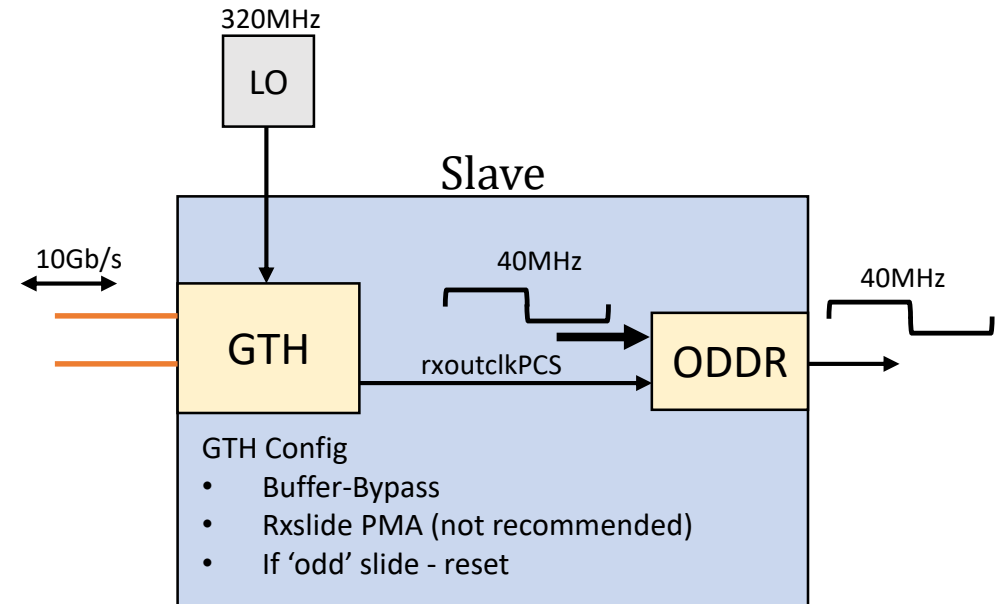 320MHz
LO
Slave
10Gb/s
40MHz
40MHz
GTH
rxoutclkPCS
ODDR
GTH Config
• Buffer-Bypass
• Rxslide PMA (not recommended)
• If ‘odd’ slide - reset